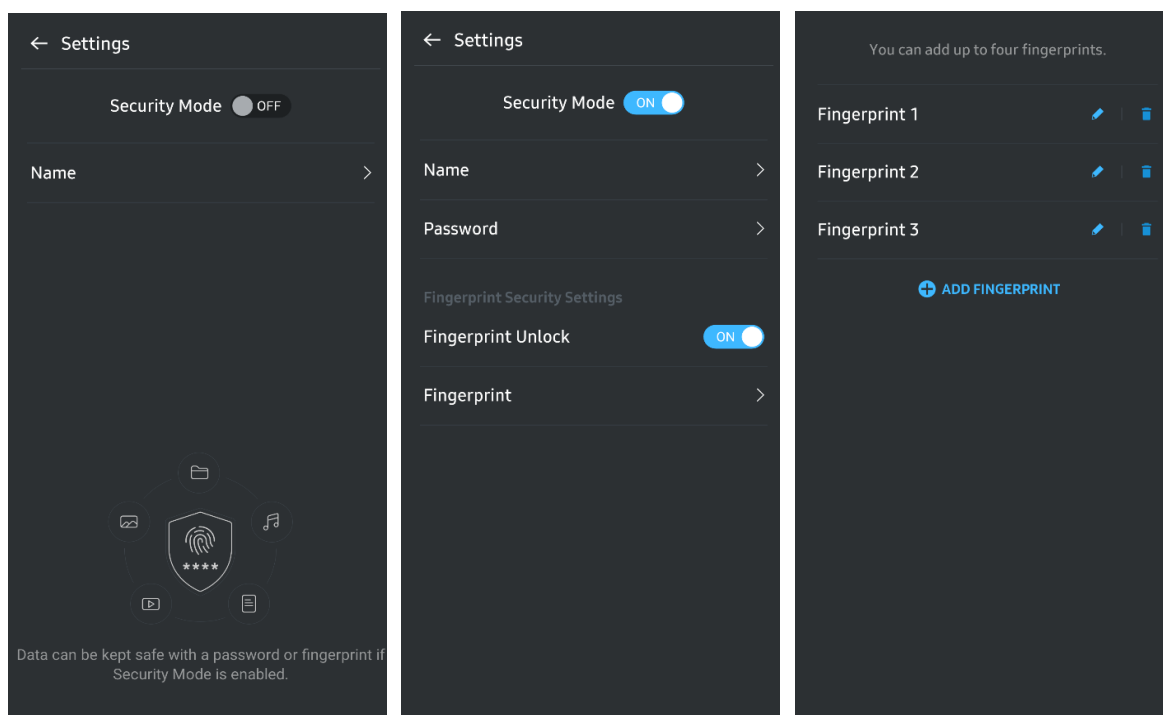 Settings
Security Mode OFF
Name
****
Data can be kept safe with a password or fingerprint if
Security Mode is enabled.
Settings
Security Mode ON
Name
Password
Fingerprint Security Settings
Fingerprint Unlock ON
Fingerprint
You can add up to four fingerprints.
Fingerprint 1
Fingerprint 2
Fingerprint 3
ADD FINGERPRINT